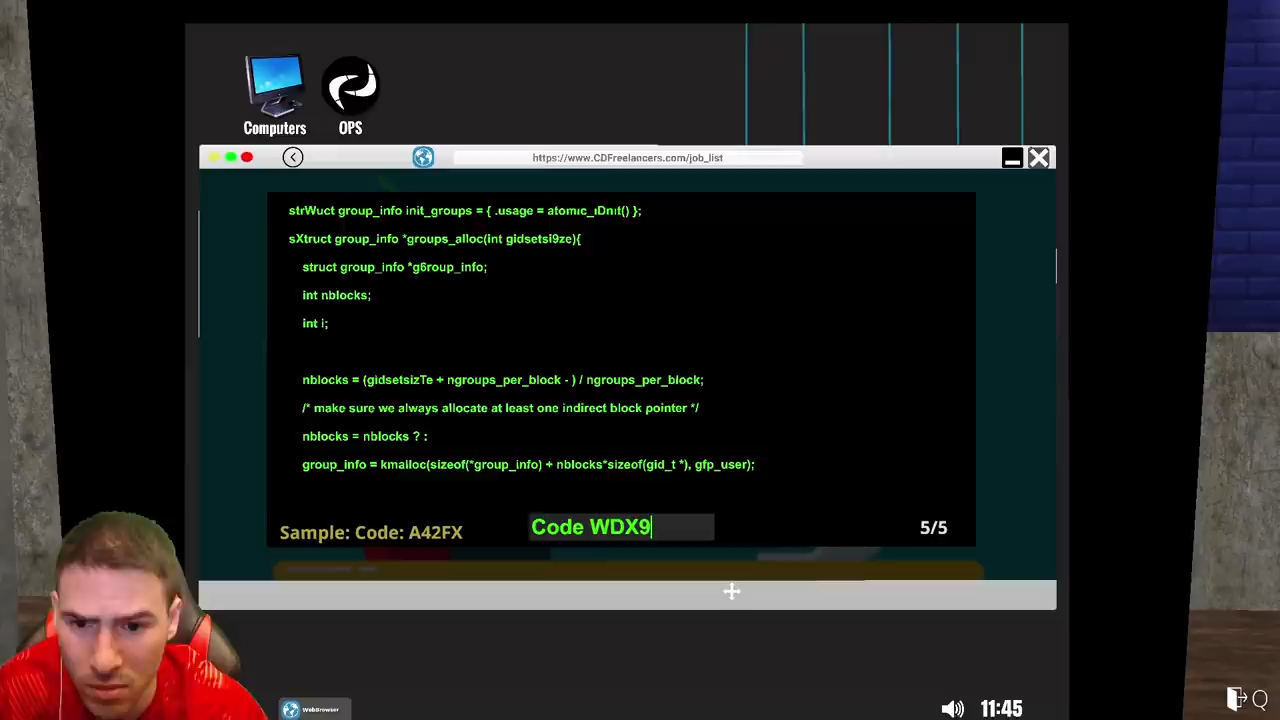 Computers
OPS
https://www.CDFreelancers.com/job_list
strWuct group_info init_groups = { .usage = atomic_iDnit() };
sXtruct group_info *groups_alloc(int gidsetsi9ze){
struct group_info *g6roup_info;
int nblocks;
int i;
nblocks = (gidsetsizTe + ngroups_per_block - ) / ngroups_per_block;
/* make sure we always allocate at least one indirect block pointer */
nblocks = nblocks ? :
group_info = kmalloc(sizeof(*group_info) + nblocks*sizeof(gid_t *), gfp_user);
Sample: Code: A42FX
Code WDX9
5/5
WebBrowser
11:45
Q